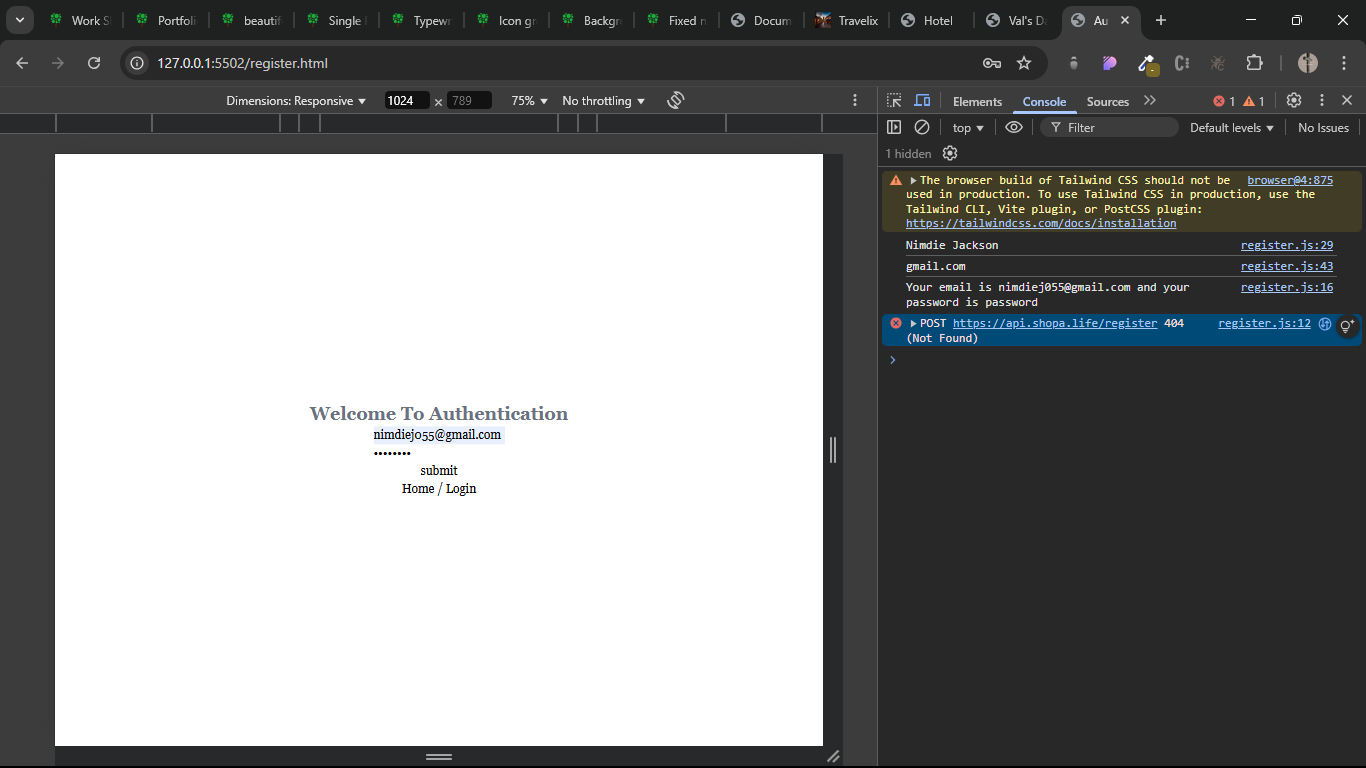 Work S
Portfoli
beautif
Single
Typewr
Icon gr
Backgr
Fixed n
Docum
Travelix
Hotel
Val's Da
Au
127.0.0.1:5502/register.html
Dimensions: Responsive
1024 x 789
75%
No throttling
Elements
Console
Sources
1
1
top
Filter
Default levels
No Issues
1 hidden
The browser build of Tailwind CSS should not be browser@4:875
used in production. To use Tailwind CSS in production, use the
Tailwind CLI, Vite plugin, or PostCSS plugin:
https://tailwindcss.com/docs/installation
Nimdie Jackson register.js:29
gmail.com register.js:43
Your email is nimdiej055@gmail.com and your register.js:16
password is password
POST https://api.shopa.life/register 404 register.js:12
(Not Found)
Welcome To Authentication
nimdiej055@gmail.com
••••••••
submit
Home / Login